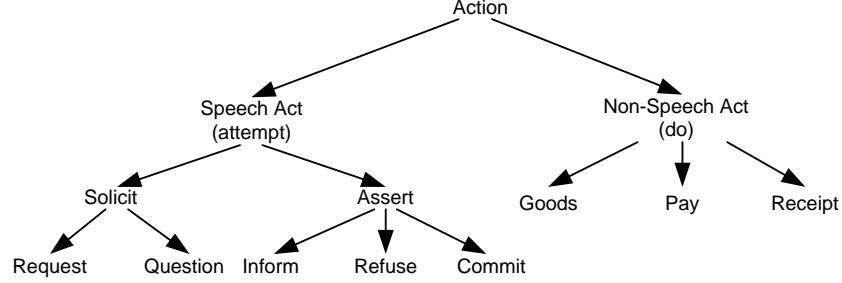 Action
Speech Act
(attempt)
Non-Speech Act
(do)
Solicit
Assert
Goods
Pay
Receipt
Request
Question
Inform
Refuse
Commit